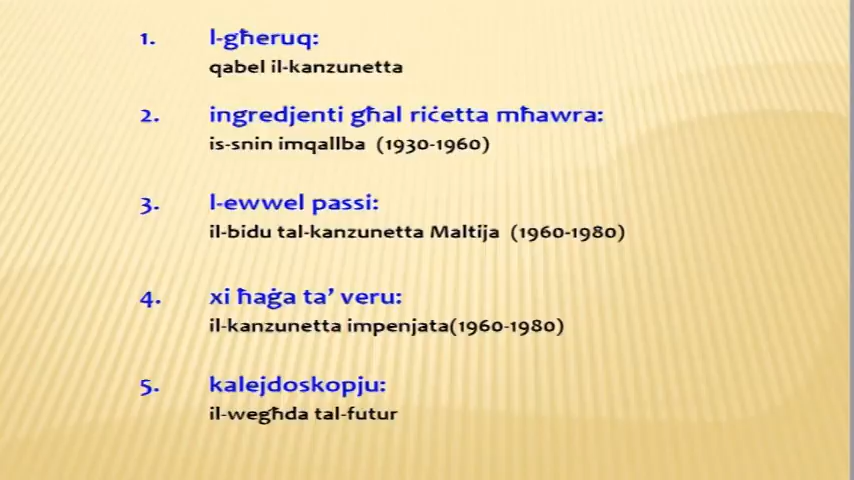 1. l-għeruq:
qabel il-kanzunetta
2. ingredjenti għal riċetta mħawra:
is-snin imqallba (1930-1960)
3. l-ewwel passi:
il-bidu tal-kanzunetta Maltija (1960-1980)
4. xi ħaġa ta’ veru:
il-kanzunetta impenjata(1960-1980)
5. kalejdoskopju:
il-wegħda tal-futur